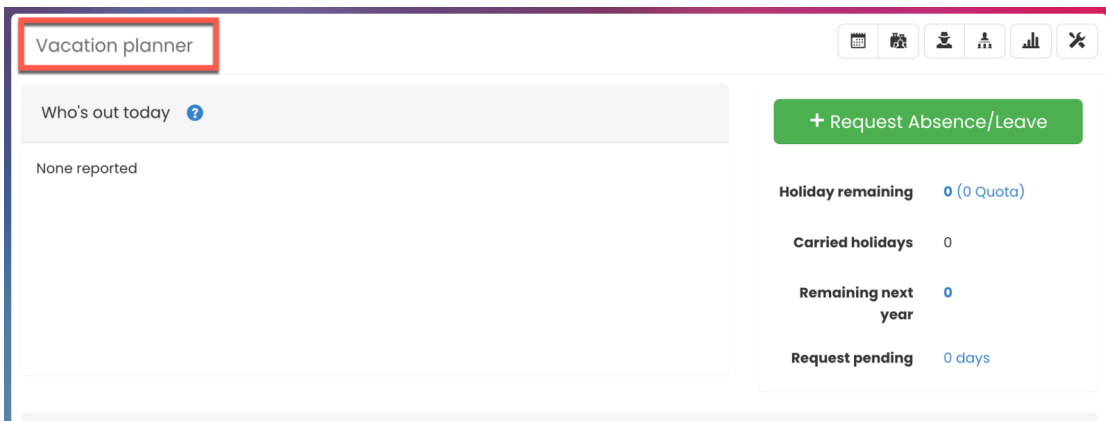 Vacation planner
Who's out today
None reported
+ Request Absence/Leave
Holiday remaining 0 (0 Quota)
Carried holidays 0
Remaining next year 0
Request pending 0 days